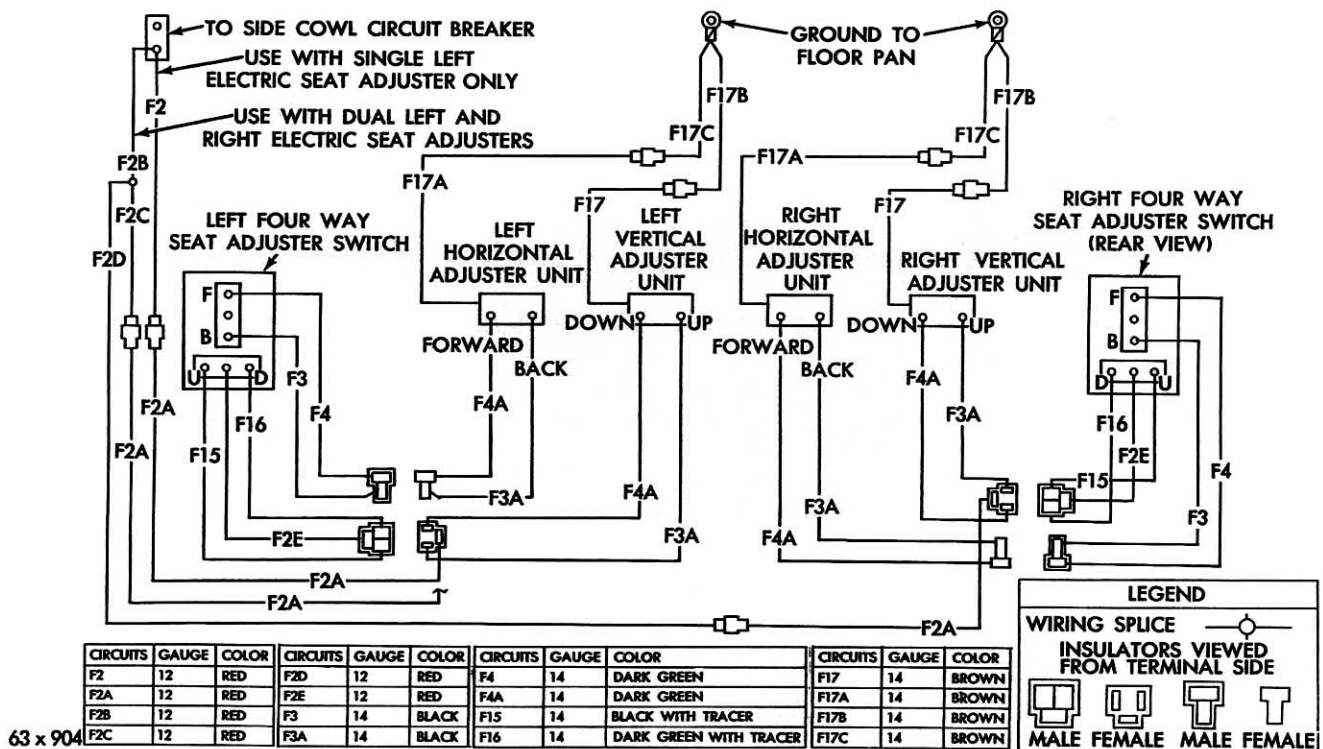 TO SIDE COWL CIRCUIT BREAKER
USE WITH SINGLE LEFT
ELECTRIC SEAT ADJUSTER ONLY
F2
USE WITH DUAL LEFT AND
RIGHT ELECTRIC SEAT ADJUSTERS
F2B
F2C
F2D
GROUND TO
FLOOR PAN
F17B
F17C
F17A
F17
F17B
F17C
F17A
F17
LEFT FOUR WAY
SEAT ADJUSTER SWITCH
LEFT
HORIZONTAL
ADJUSTER UNIT
LEFT
VERTICAL
ADJUSTER
UNIT
RIGHT
HORIZONTAL
ADJUSTER
UNIT
RIGHT VERTICAL
ADJUSTER UNIT
RIGHT FOUR WAY
SEAT ADJUSTER SWITCH
(REAR VIEW)
F
B
U D
FORWARD
BACK
DOWN UP
FORWARD
BACK
DOWN UP
F
B
D U
F3
F4
F16
F15
F2A
F2A
F4A
F3A
F4A
F3A
F2E
F2A
F2A
F4A
F3A
F4A
F3A
F2A
F16
F2E
F15
F4
F3
LEGEND
WIRING SPLICE
INSULATORS VIEWED
FROM TERMINAL SIDE
MALE FEMALE MALE FEMALE
CIRCUITS GAUGE COLOR CIRCUITS GAUGE COLOR CIRCUITS GAUGE COLOR CIRCUITS GAUGE COLOR
F2 12 RED F2D 12 RED F4 14 DARK GREEN F17 14 BROWN
F2A 12 RED F2E 12 RED F4A 14 DARK GREEN F17A 14 BROWN
F2B 12 RED F3 14 BLACK F15 14 BLACK WITH TRACER F17B 14 BROWN
F2C 12 RED F3A 14 BLACK F16 14 DARK GREEN WITH TRACER F17C 14 BROWN
63 x 904